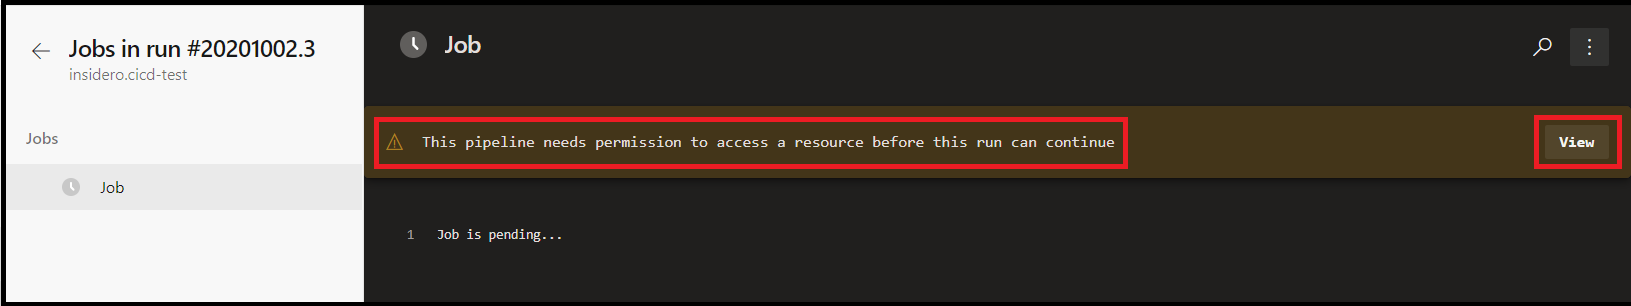 Jobs in run #20201002.3
insidero.cicd-test
Jobs
Job
Job
This pipeline needs permission to access a resource before this run can continue
View
1 Job is pending...